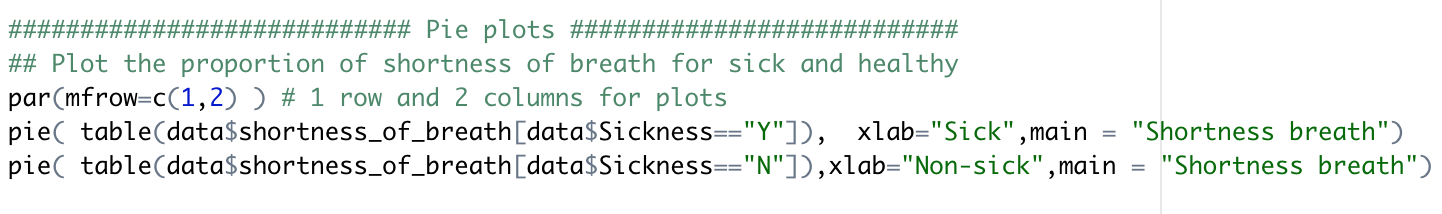 ############################ Pie plots ###########################
## Plot the proportion of shortness of breath for sick and healthy
par(mfrow=c(1,2) ) # 1 row and 2 columns for plots
pie( table(data$shortness_of_breath[data$Sickness=="Y"]),  xlab="Sick",main = "Shortness breath")
pie( table(data$shortness_of_breath[data$Sickness=="N"]),xlab="Non-sick",main = "Shortness breath")